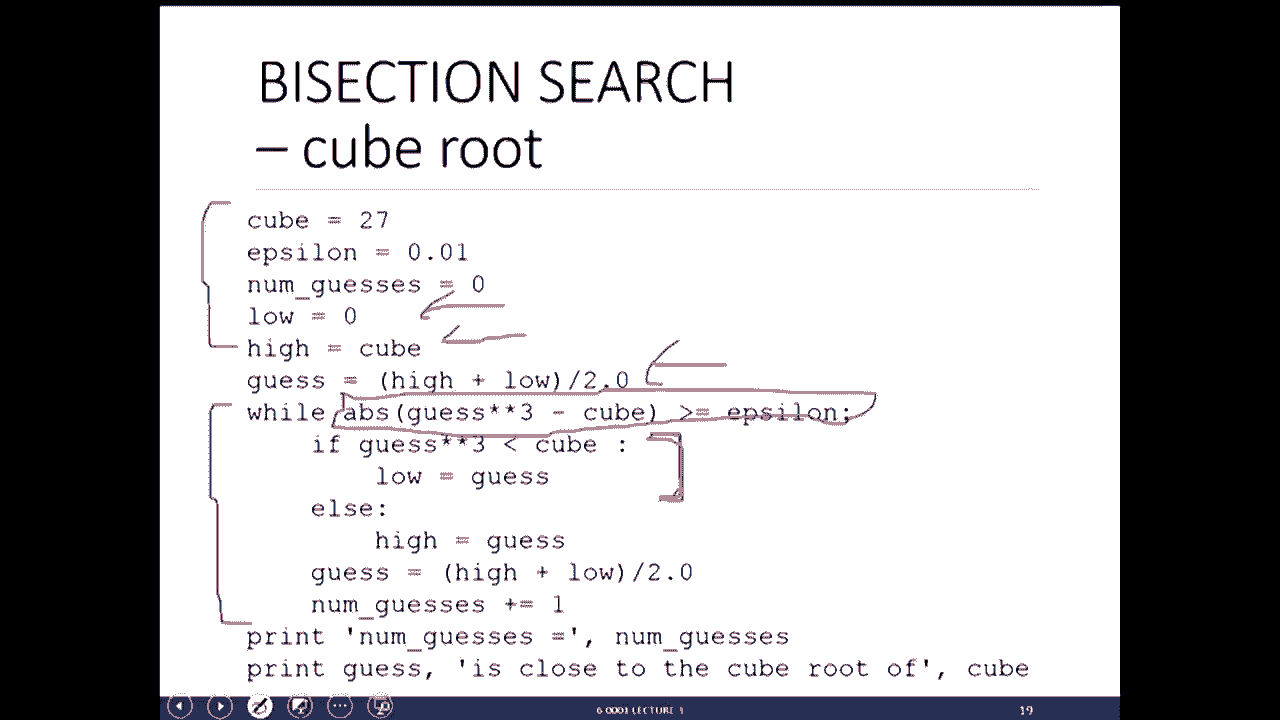 BISECTION SEARCH
– cube root
cube = 27
epsilon = 0.01
num_guesses = 0
low = 0
high = cube
guess = (high + low)/2.0
while abs(guess**3 - cube) >= epsilon:
if guess**3 < cube :
low = guess
else:
high = guess
guess = (high + low)/2.0
num_guesses += 1
print 'num_guesses =', num_guesses
print guess, 'is close to the cube root of', cube
6.0001 LECTURE
19